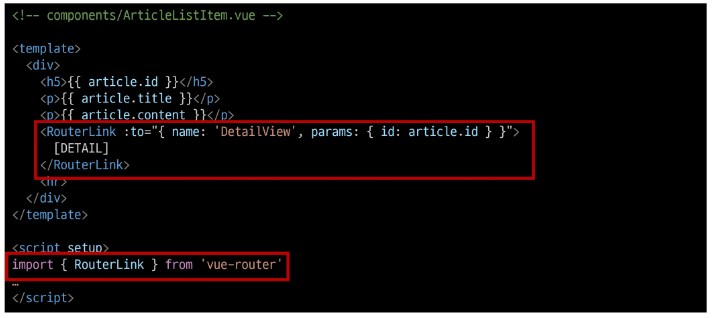 <!-- components/ArticleListItem.vue -->
<template>
<div>
<h5>{{ article.id }}</h5>
<p>{{ article.title }}</p>
<p>{{ article.content }}</p>
<RouterLink :to="{ name: 'DetailView', params: { id: article.id } }">
[DETAIL]
</RouterLink>
<hr>
</div>
</template>
<script setup>
import { RouterLink } from 'vue-router'
…
</script>